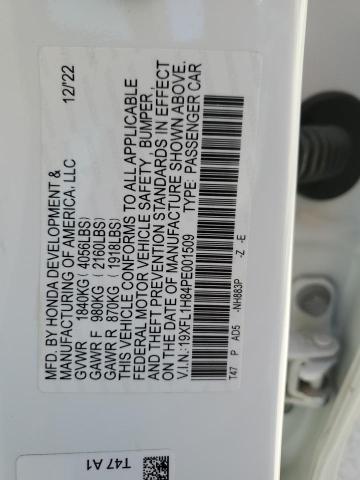 MFD. BY HONDA DEVELOPMENT &
MANUFACTURING OF AMERICA, LLC 12/22
GVWR 1840KG ( 4056LBS)
GAWR F 980KG ( 2160LBS)
GAWR R 870KG ( 1918LBS)
THIS VEHICLE CONFORMS TO ALL APPLICABLE
FEDERAL MOTOR VEHICLE SAFETY, BUMPER,
AND THEFT PREVENTION STANDARDS IN EFFECT
ON THE DATE OF MANUFACTURE SHOWN ABOVE.
V.I.N.:19XFL1H84PE001509 TYPE: PASSENGER CAR
T47 P AD5 -NH883P -Z -E
T47 A1